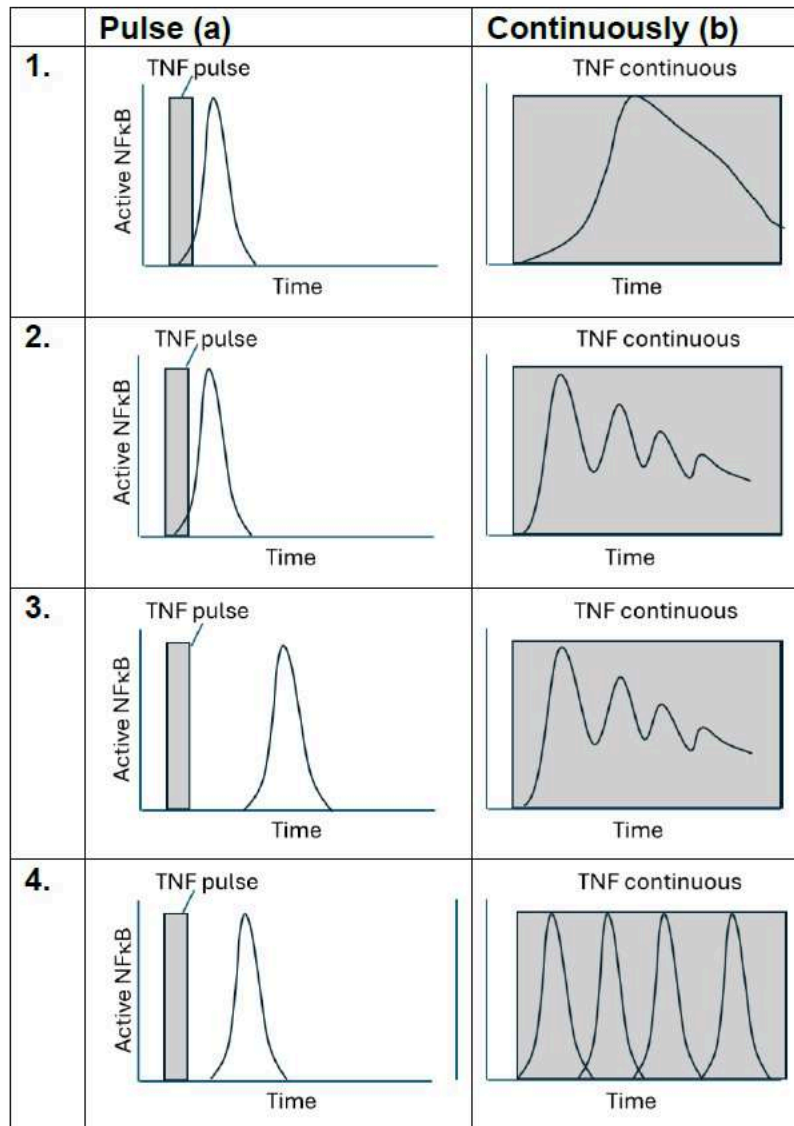 Pulse (a)
Continuously (b)
1.
TNF pulse
Active NFκB
Time
TNF continuous
Time
2.
TNF pulse
Active NFκB
Time
TNF continuous
Time
3.
TNF pulse
Active NFκB
Time
TNF continuous
Time
4.
TNF pulse
Active NFκB
Time
TNF continuous
Time